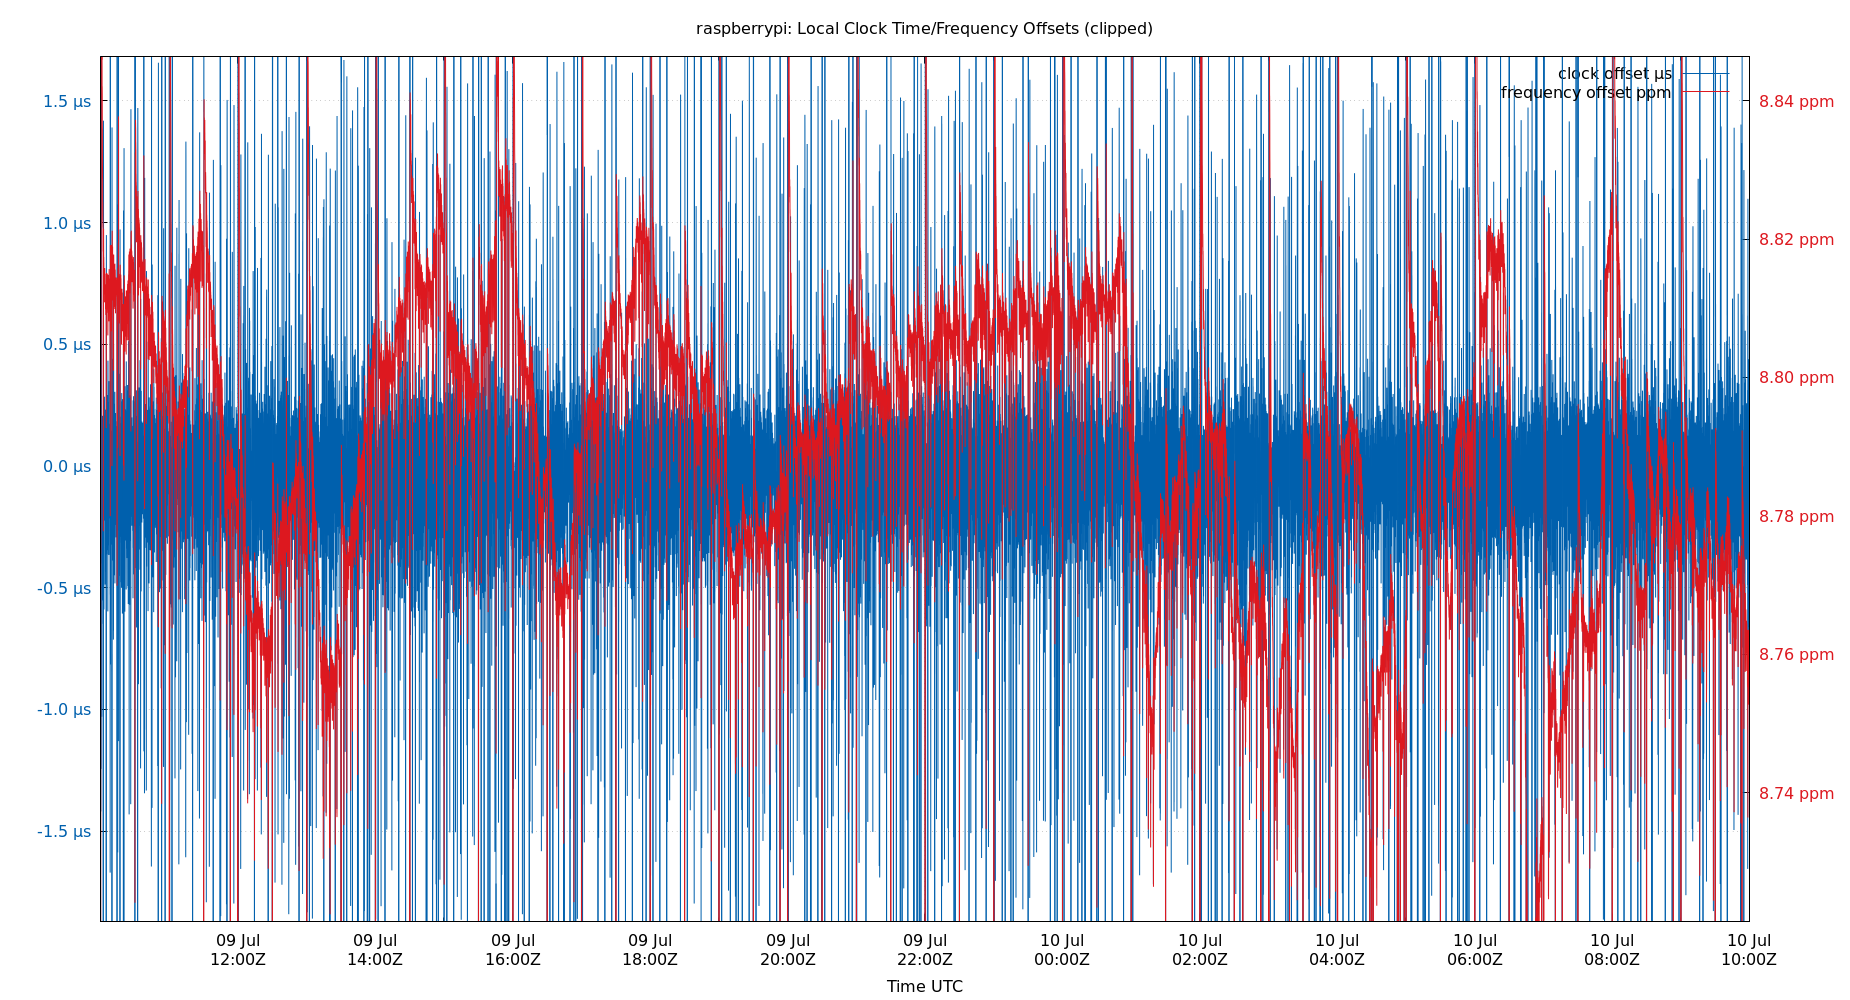 raspberrypi: Local Clock Time/Frequency Offsets (clipped)
clock offset µs
frequency offset ppm
1.5 µs
1.0 µs
0.5 µs
0.0 µs
-0.5 µs
-1.0 µs
-1.5 µs
8.84 ppm
8.82 ppm
8.80 ppm
8.78 ppm
8.76 ppm
8.74 ppm
09 Jul 09 Jul 09 Jul 09 Jul 09 Jul 09 Jul 10 Jul 10 Jul 10 Jul 10 Jul 10 Jul 10 Jul
12:00Z 14:00Z 16:00Z 18:00Z 20:00Z 22:00Z 00:00Z 02:00Z 04:00Z 06:00Z 08:00Z 10:00Z
Time UTC